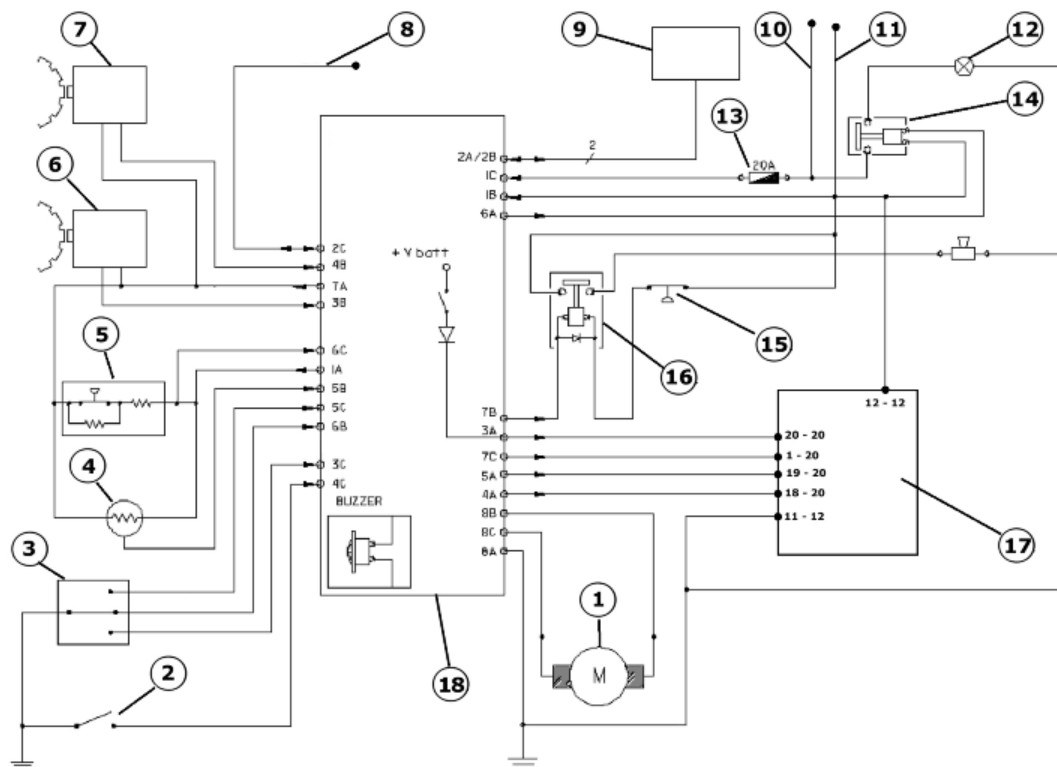 7
8
9
10
11
12
14
13
2
2A/2B
20A
1C
1B
6A
6
2C
4B
7A
3B
+Vbatt
15
16
5
6C
1A
5B
5C
6B
3C
4C
4
BUZZER
7B
3A
7C
5A
4A
8B
8C
8A
12 - 12
20 - 20
1 - 20
19 - 20
18 - 20
11 - 12
17
3
1
M
2
18